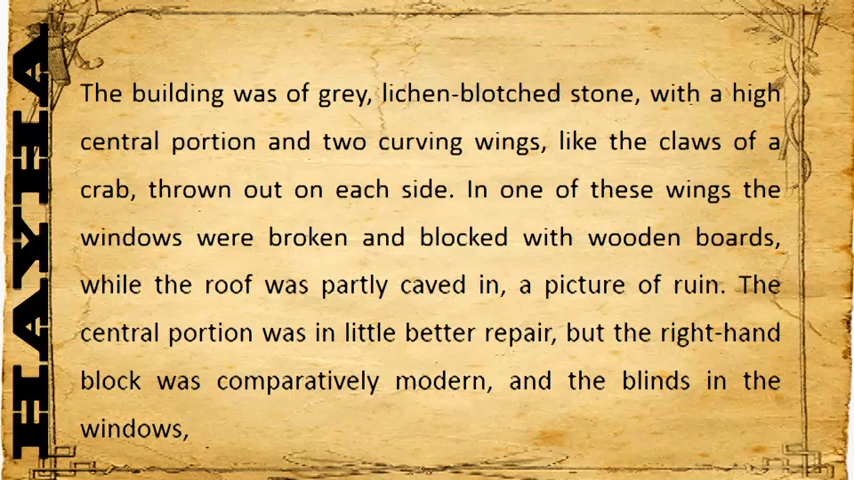 HAYHA
The building was of grey, lichen-blotched stone, with a high
central portion and two curving wings, like the claws of a
crab, thrown out on each side. In one of these wings the
windows were broken and blocked with wooden boards,
while the roof was partly caved in, a picture of ruin. The
central portion was in little better repair, but the right-hand
block was comparatively modern, and the blinds in the
windows,